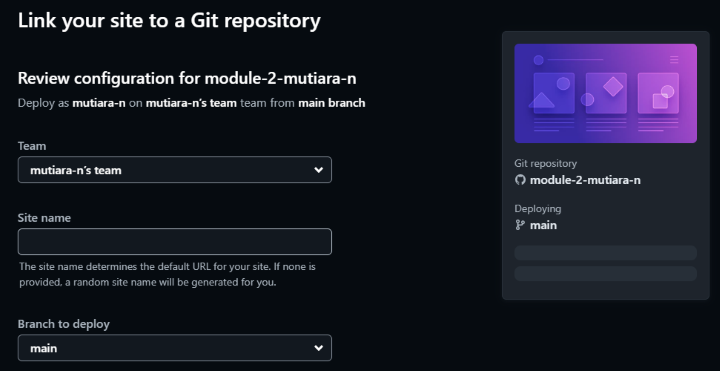 Link your site to a Git repository
Review configuration for module-2-mutiara-n
Deploy as mutiara-n on mutiara-n's team team from main branch
Team
mutiara-n's team
Site name
The site name determines the default URL for your site. If none is
provided, a random site name will be generated for you.
Branch to deploy
main
Git repository
module-2-mutiara-n
Deploying
main